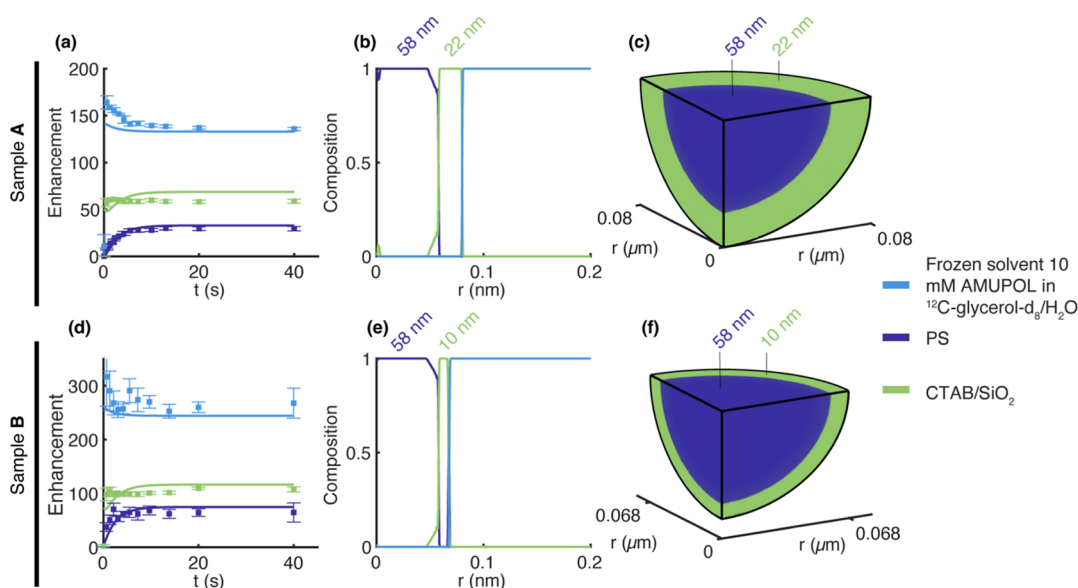 Sample A
(a)
200
150
100
50
0
Enhancement
0
20
40
t (s)
(b)
58 nm
22 nm
1
0.5
0
Composition
0
0.1
0.2
r (nm)
(c)
58 nm
22 nm
0.08
r (µm)
0
r (µm)
0.08
Sample B
(d)
300
200
100
0
Enhancement
0
20
40
t (s)
(e)
58 nm
10 nm
1
0.5
0
Composition
0
0.1
0.2
r (nm)
(f)
58 nm
10 nm
0.068
r (µm)
0
r (µm)
0.068
Frozen solvent 10
mM AMUPOL in
¹²C-glycerol-d₈/H₂O
PS
CTAB/SiO₂